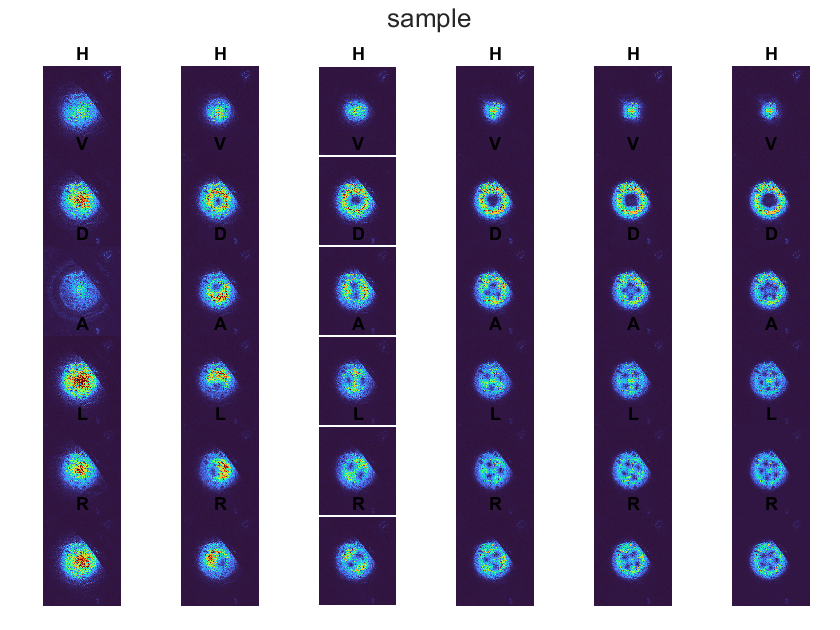 sample
H H H H H H
V V V V V V
D D D D D D
A A A A A A
L L L L L L
R R R R R R